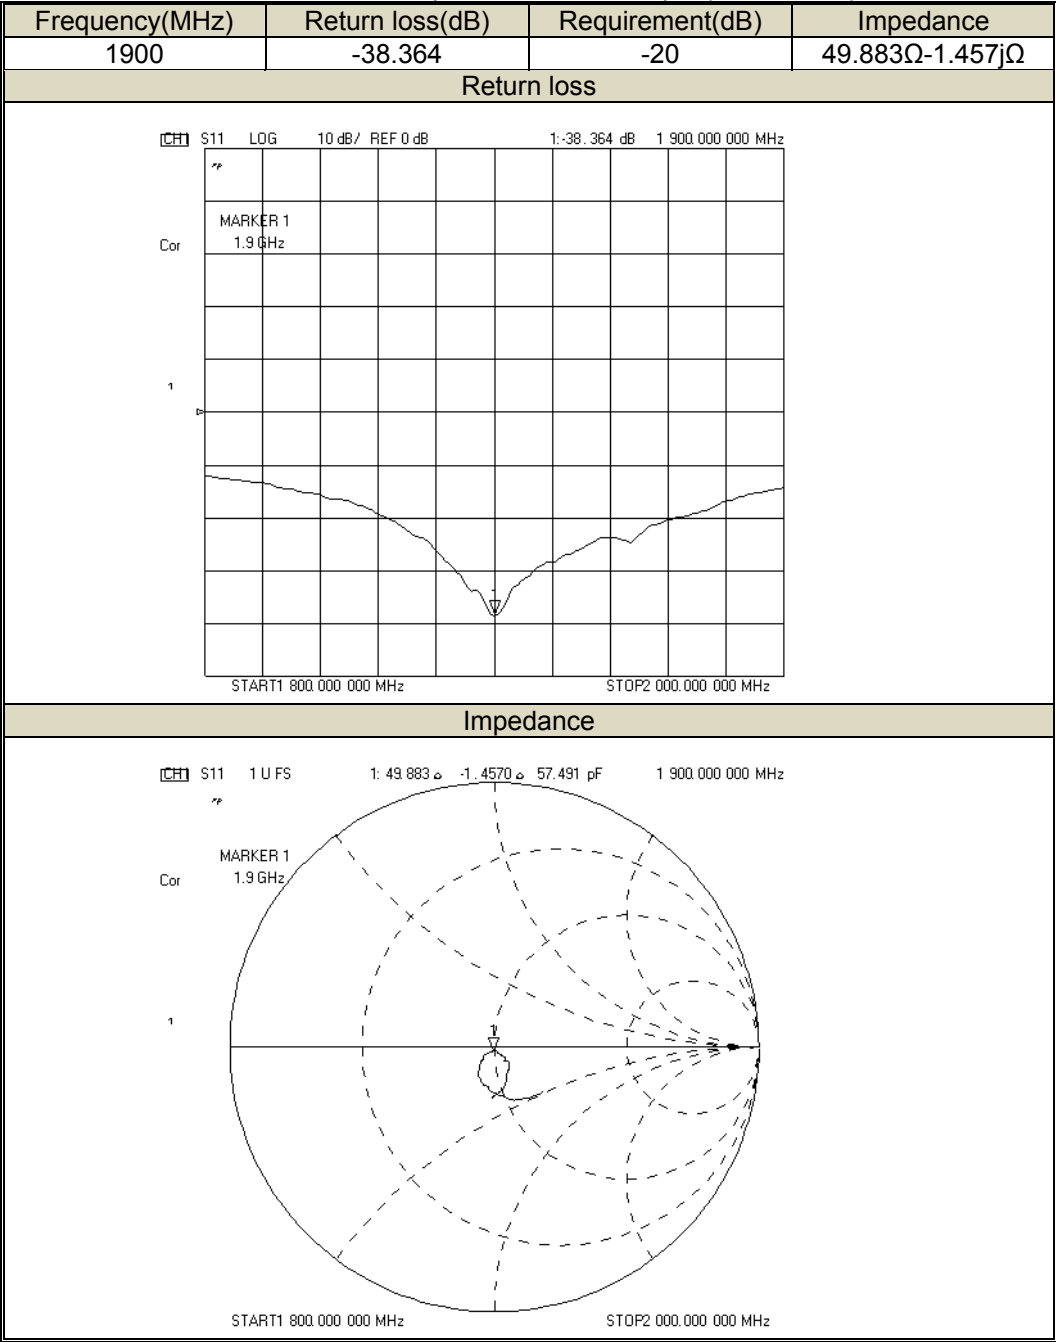 Frequency(MHz) Return loss(dB) Requirement(dB) Impedance
1900 -38.364 -20 49.883Ω-1.457jΩ
Return loss
CH1 S11 LOG 10 dB/ REF 0 dB 1:-38.364 dB 1 900.000 000 MHz
MARKER 1
Cor 1.9 GHz
1
1
START1 800.000 000 MHz STOP2 000.000 000 MHz
Impedance
CH1 S11 1 U FS 1: 49.883 Ω -1.4570 Ω 57.491 pF 1 900.000 000 MHz
MARKER 1
Cor 1.9 GHz
1
1
START1 800.000 000 MHz STOP2 000.000 000 MHz